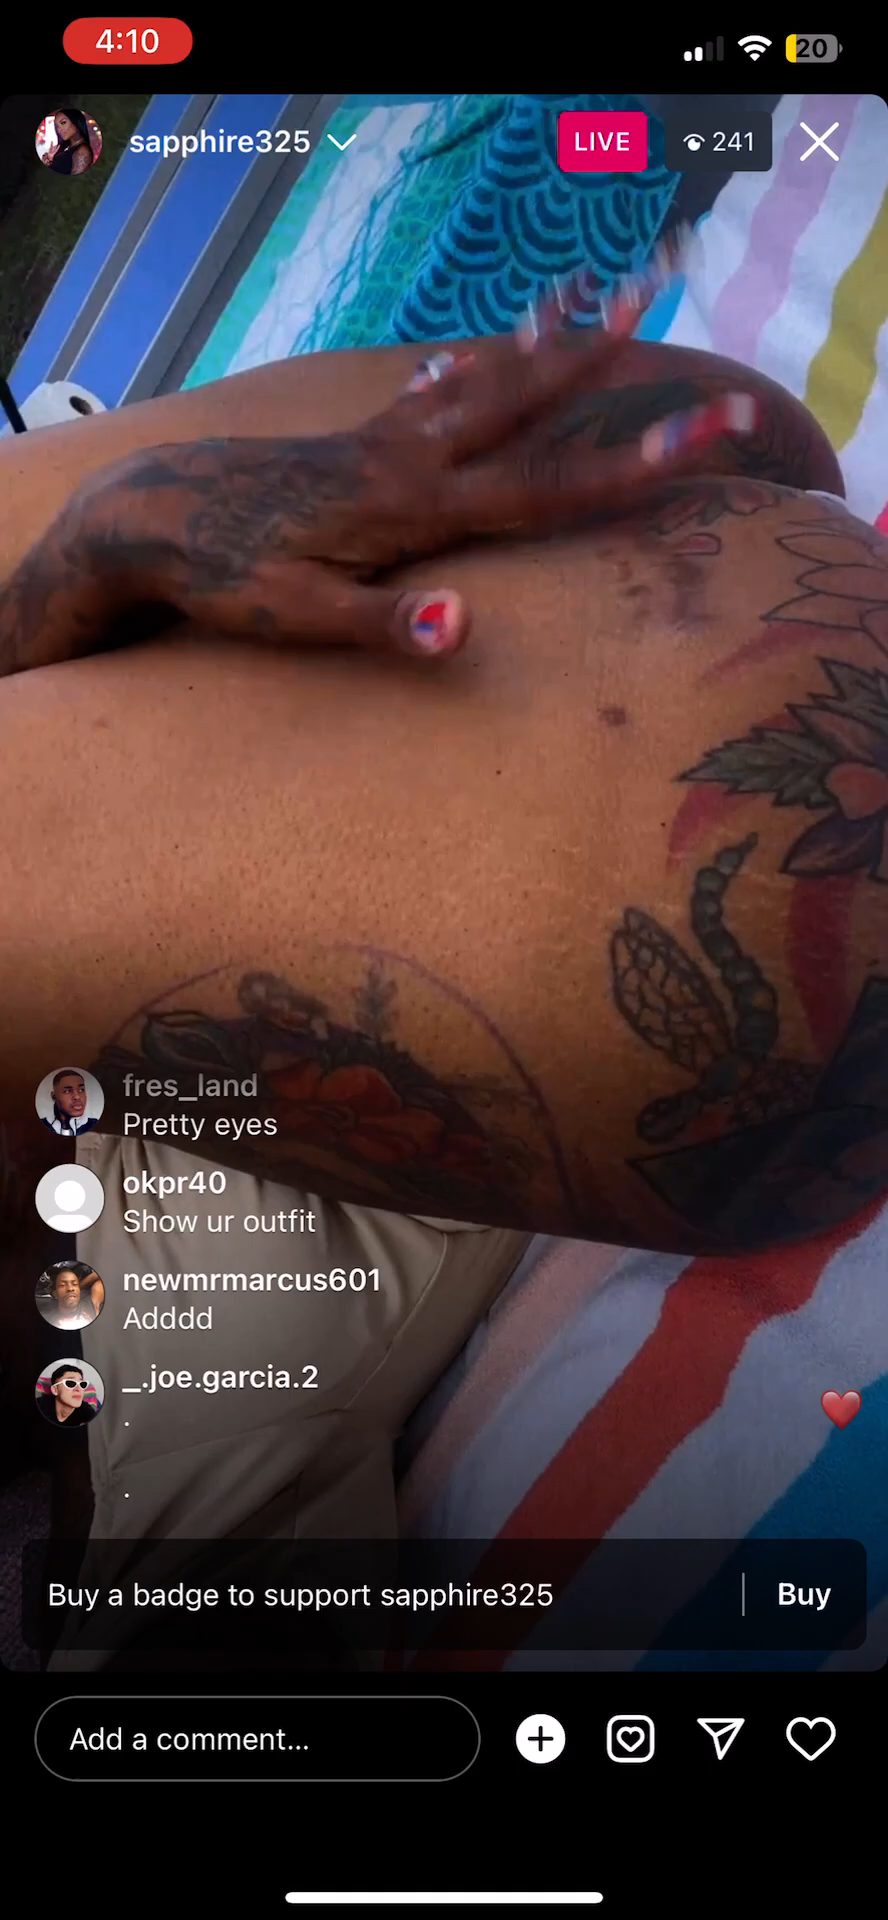 4:10
20
sapphire325
LIVE
241
fres_land
Pretty eyes
okpr40
Show ur outfit
newmrmarcus601
Adddd
_.joe.garcia.2
.
.
Buy a badge to support sapphire325
Buy
Add a comment...